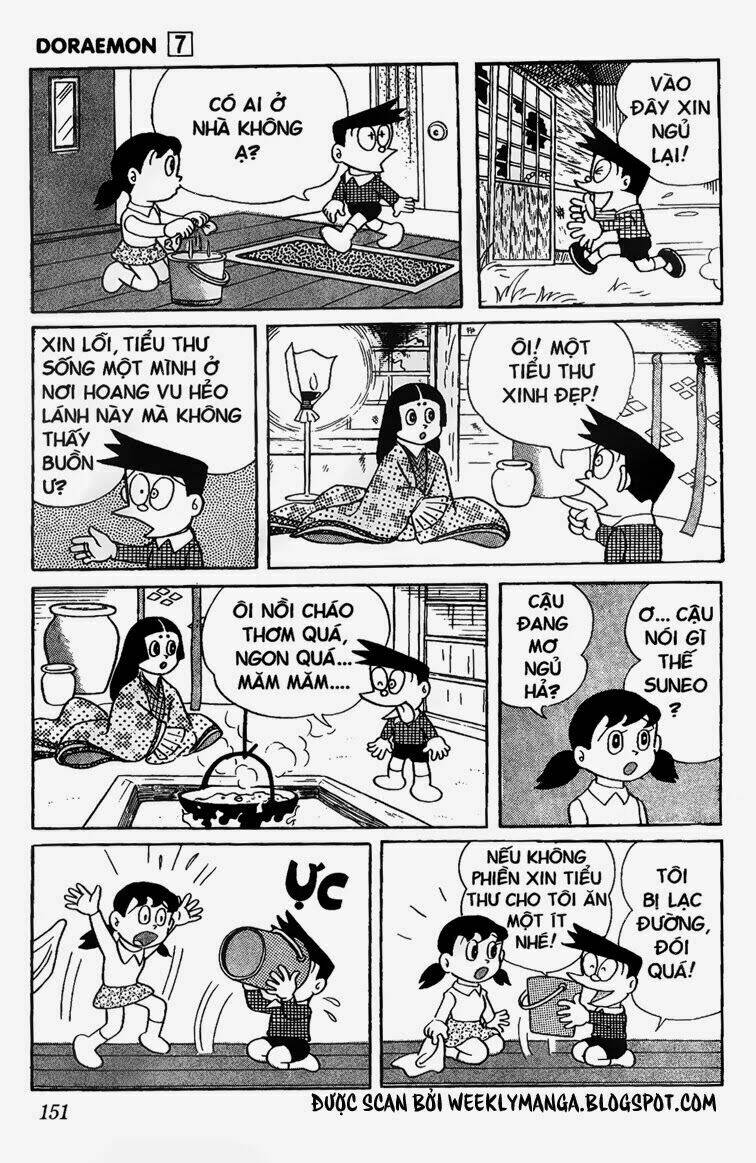 DORAEMON 7
VÀO
ĐÂY XIN
NGỦ
LẠI!
CÓ AI Ở
NHÀ KHÔNG
Ạ?
ÔI! MỘT
TIỂU THƯ
XINH ĐẸP!
XIN LỖI, TIỂU THƯ
SỐNG MỘT MÌNH Ở
NƠI HOANG VU HẺO
LÁNH NÀY MÀ KHÔNG
THẤY
BUỒN
Ư?
Ơ... CẬU
NÓI GÌ
THẾ
SUNEO
?
CẬU
ĐANG
MƠ
NGỦ
HẢ?
ÔI NỒI CHÁO
THƠM QUÁ,
NGON QUÁ...
MĂM MĂM....
TÔI
BỊ LẠC
ĐƯỜNG,
ĐÓI
QUÁ!
NẾU KHÔNG
PHIỀN XIN TIỂU
THƯ CHO TÔI ĂN
MỘT ÍT
NHÉ!
ỰC
151
ĐƯỢC SCAN BỞI WEEKLYMANGA.BLOGSPOT.COM